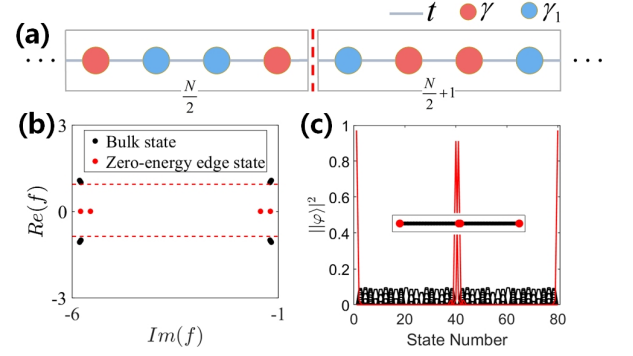 t γ γ₁
(a)
... ...
N/2 N/2 +1
(b) (c)
3
Bulk state
Zero-energy edge state
Re(f)
0
-3
-6 -1
Im(f)
1
0.8
0.6
0.4
0.2
0
||φ⟩|²
0 20 40 60 80
State Number